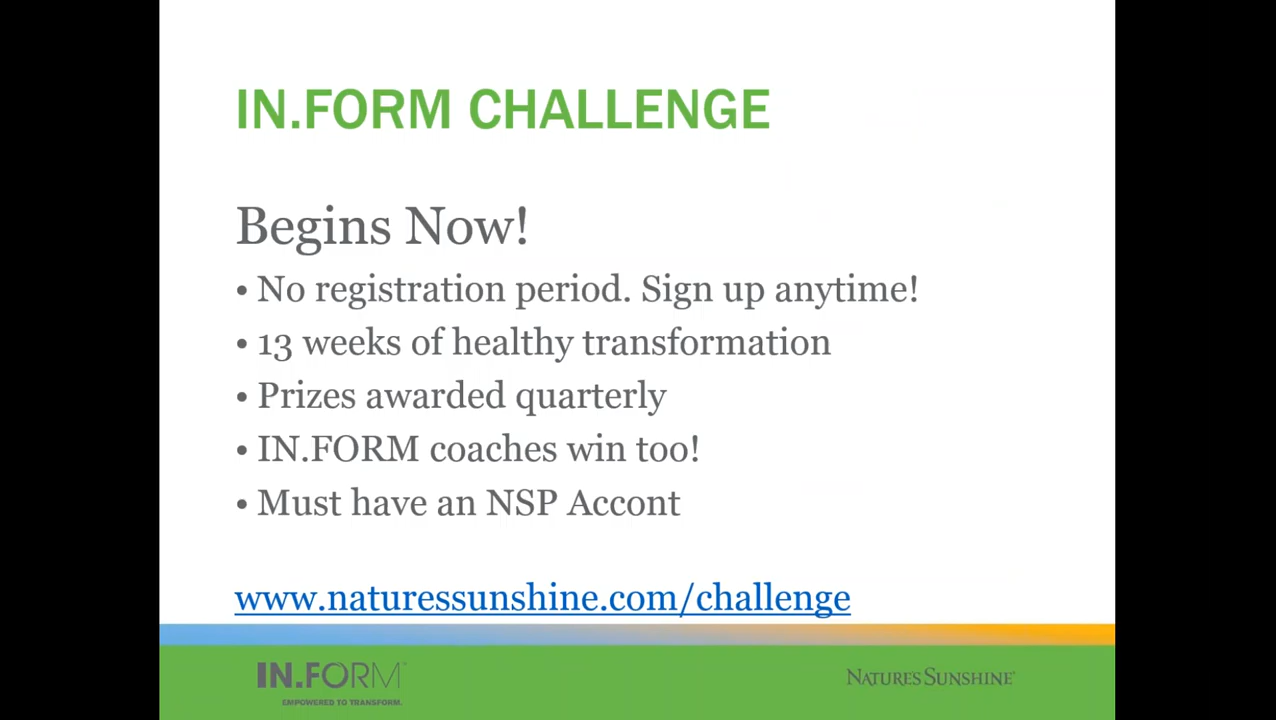 IN.FORM CHALLENGE
Begins Now!
• No registration period. Sign up anytime!
• 13 weeks of healthy transformation
• Prizes awarded quarterly
• IN.FORM coaches win too!
• Must have an NSP Accont
www.naturessunshine.com/challenge
IN.FORM®
EMPOWERED TO TRANSFORM.
NATURE'S SUNSHINE®